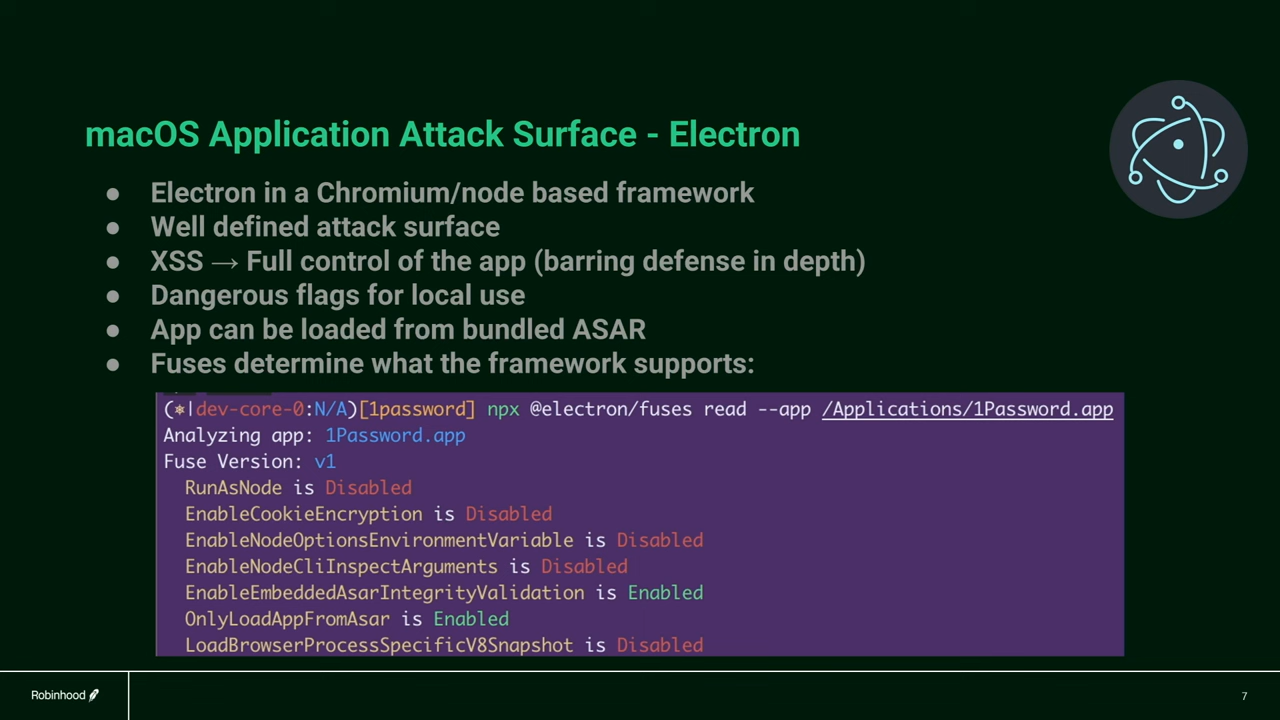 macOS Application Attack Surface - Electron
● Electron in a Chromium/node based framework
● Well defined attack surface
● XSS → Full control of the app (barring defense in depth)
● Dangerous flags for local use
● App can be loaded from bundled ASAR
● Fuses determine what the framework supports:
(⚛|dev-core-0:N/A)[1password] npx @electron/fuses read --app /Applications/1Password.app
Analyzing app: 1Password.app
Fuse Version: v1
RunAsNode is Disabled
EnableCookieEncryption is Disabled
EnableNodeOptionsEnvironmentVariable is Disabled
EnableNodeCliInspectArguments is Disabled
EnableEmbeddedAsarIntegrityValidation is Enabled
OnlyLoadAppFromAsar is Enabled
LoadBrowserProcessSpecificV8Snapshot is Disabled
Robinhood
7